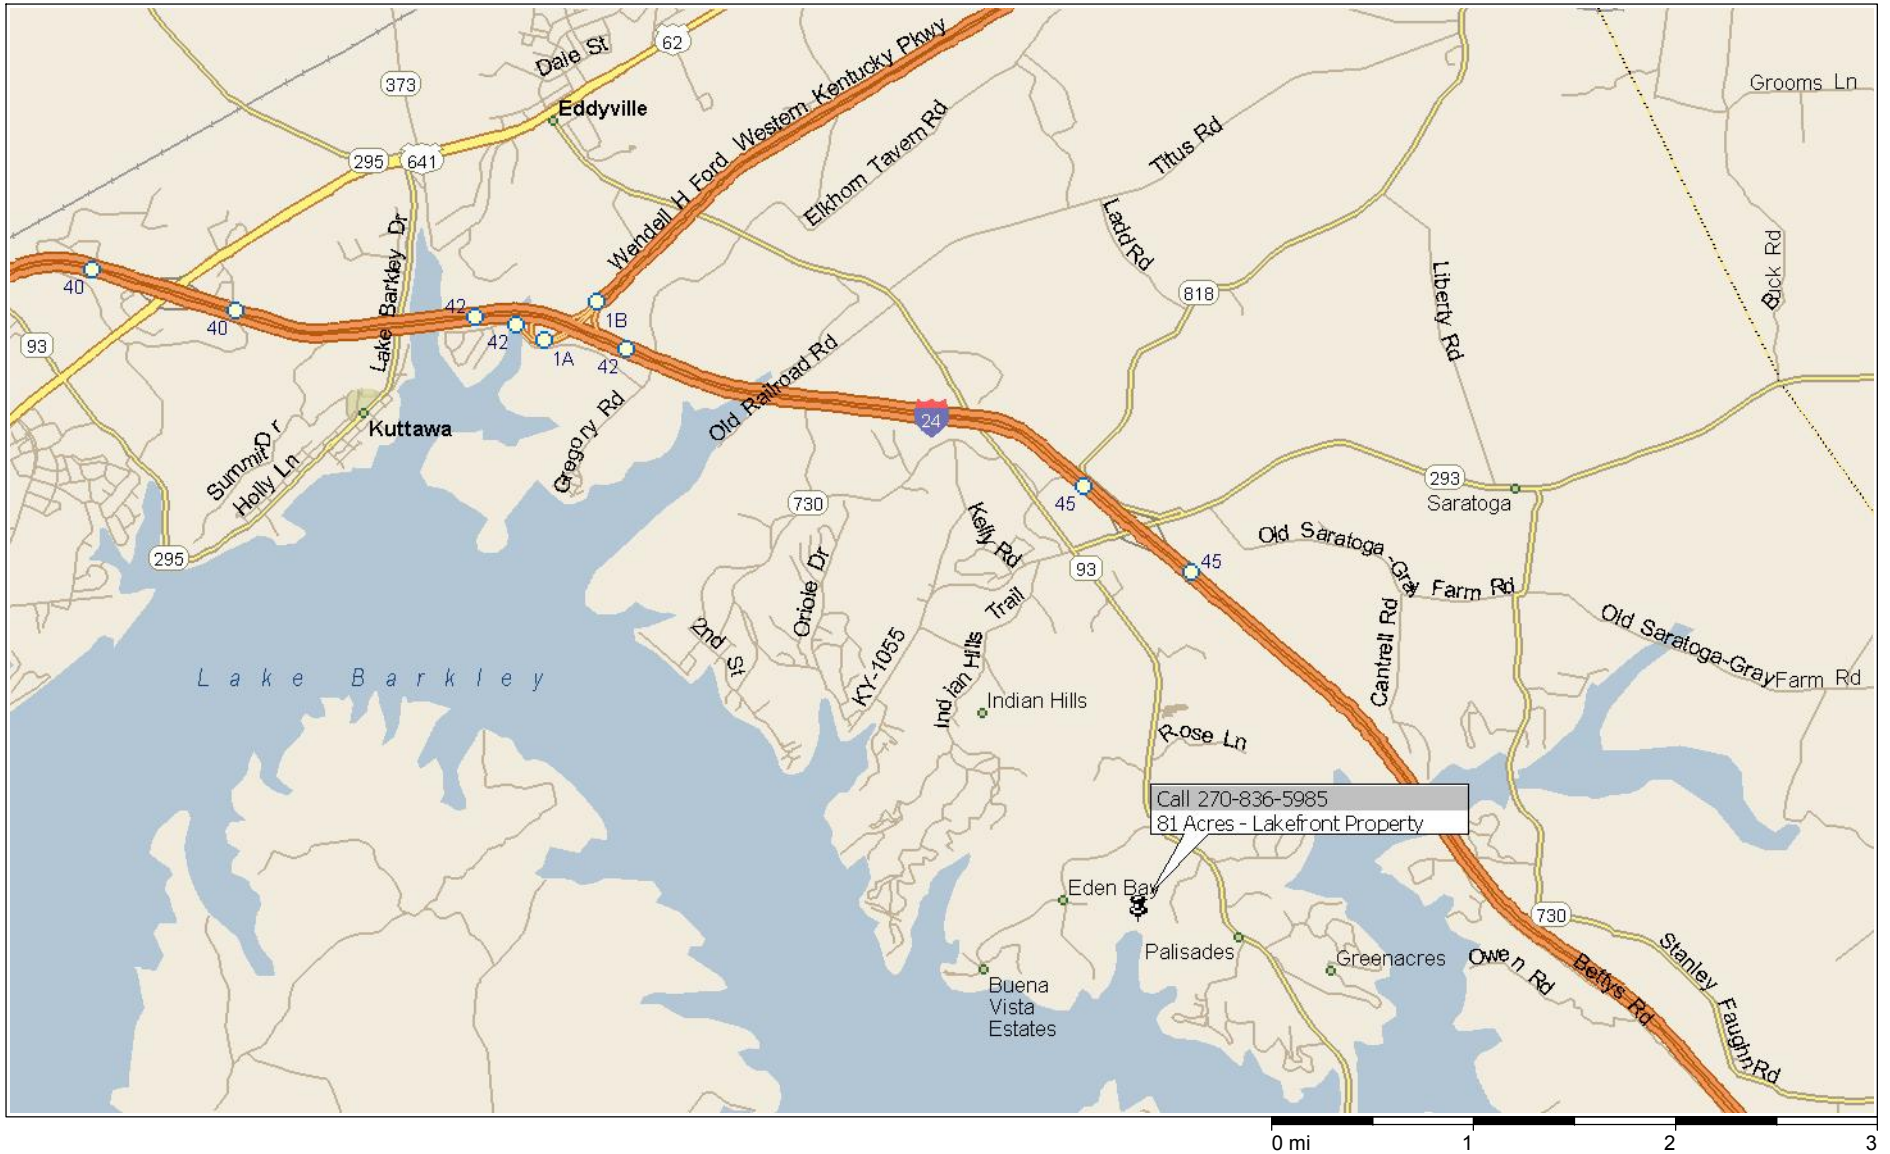 Dale St
62
373
Eddyville
Wendell H Ford Western Kentucky Pkwy
Grooms Ln
Elkhorn Tavern Rd
Titus Rd
295
641
Lake Barkley Dr
Ladd Rd
Buck Rd
Liberty Rd
818
40
40
42
42
1A
1B
42
93
Old Railroad Rd
Gregory Rd
24
Kuttawa
Summit Dr
Holly Ln
295
730
Kelly Rd
45
293
Saratoga
Old Saratoga-Gray Farm Rd
45
93
Oriole Dr
Trail
Indian Hills
2nd St
KY-1055
Cantrell Rd
Old Saratoga-Gray Farm Rd
Lake Barkley
Indian Hills
Rose Ln
Call 270-836-5985
81 Acres - Lakefront Property
Eden Bay
730
Palisades
Greenacres
Owen Rd
Bettys Rd
Stanley Faughn Rd
Buena
Vista
Estates
0 mi 1 2 3